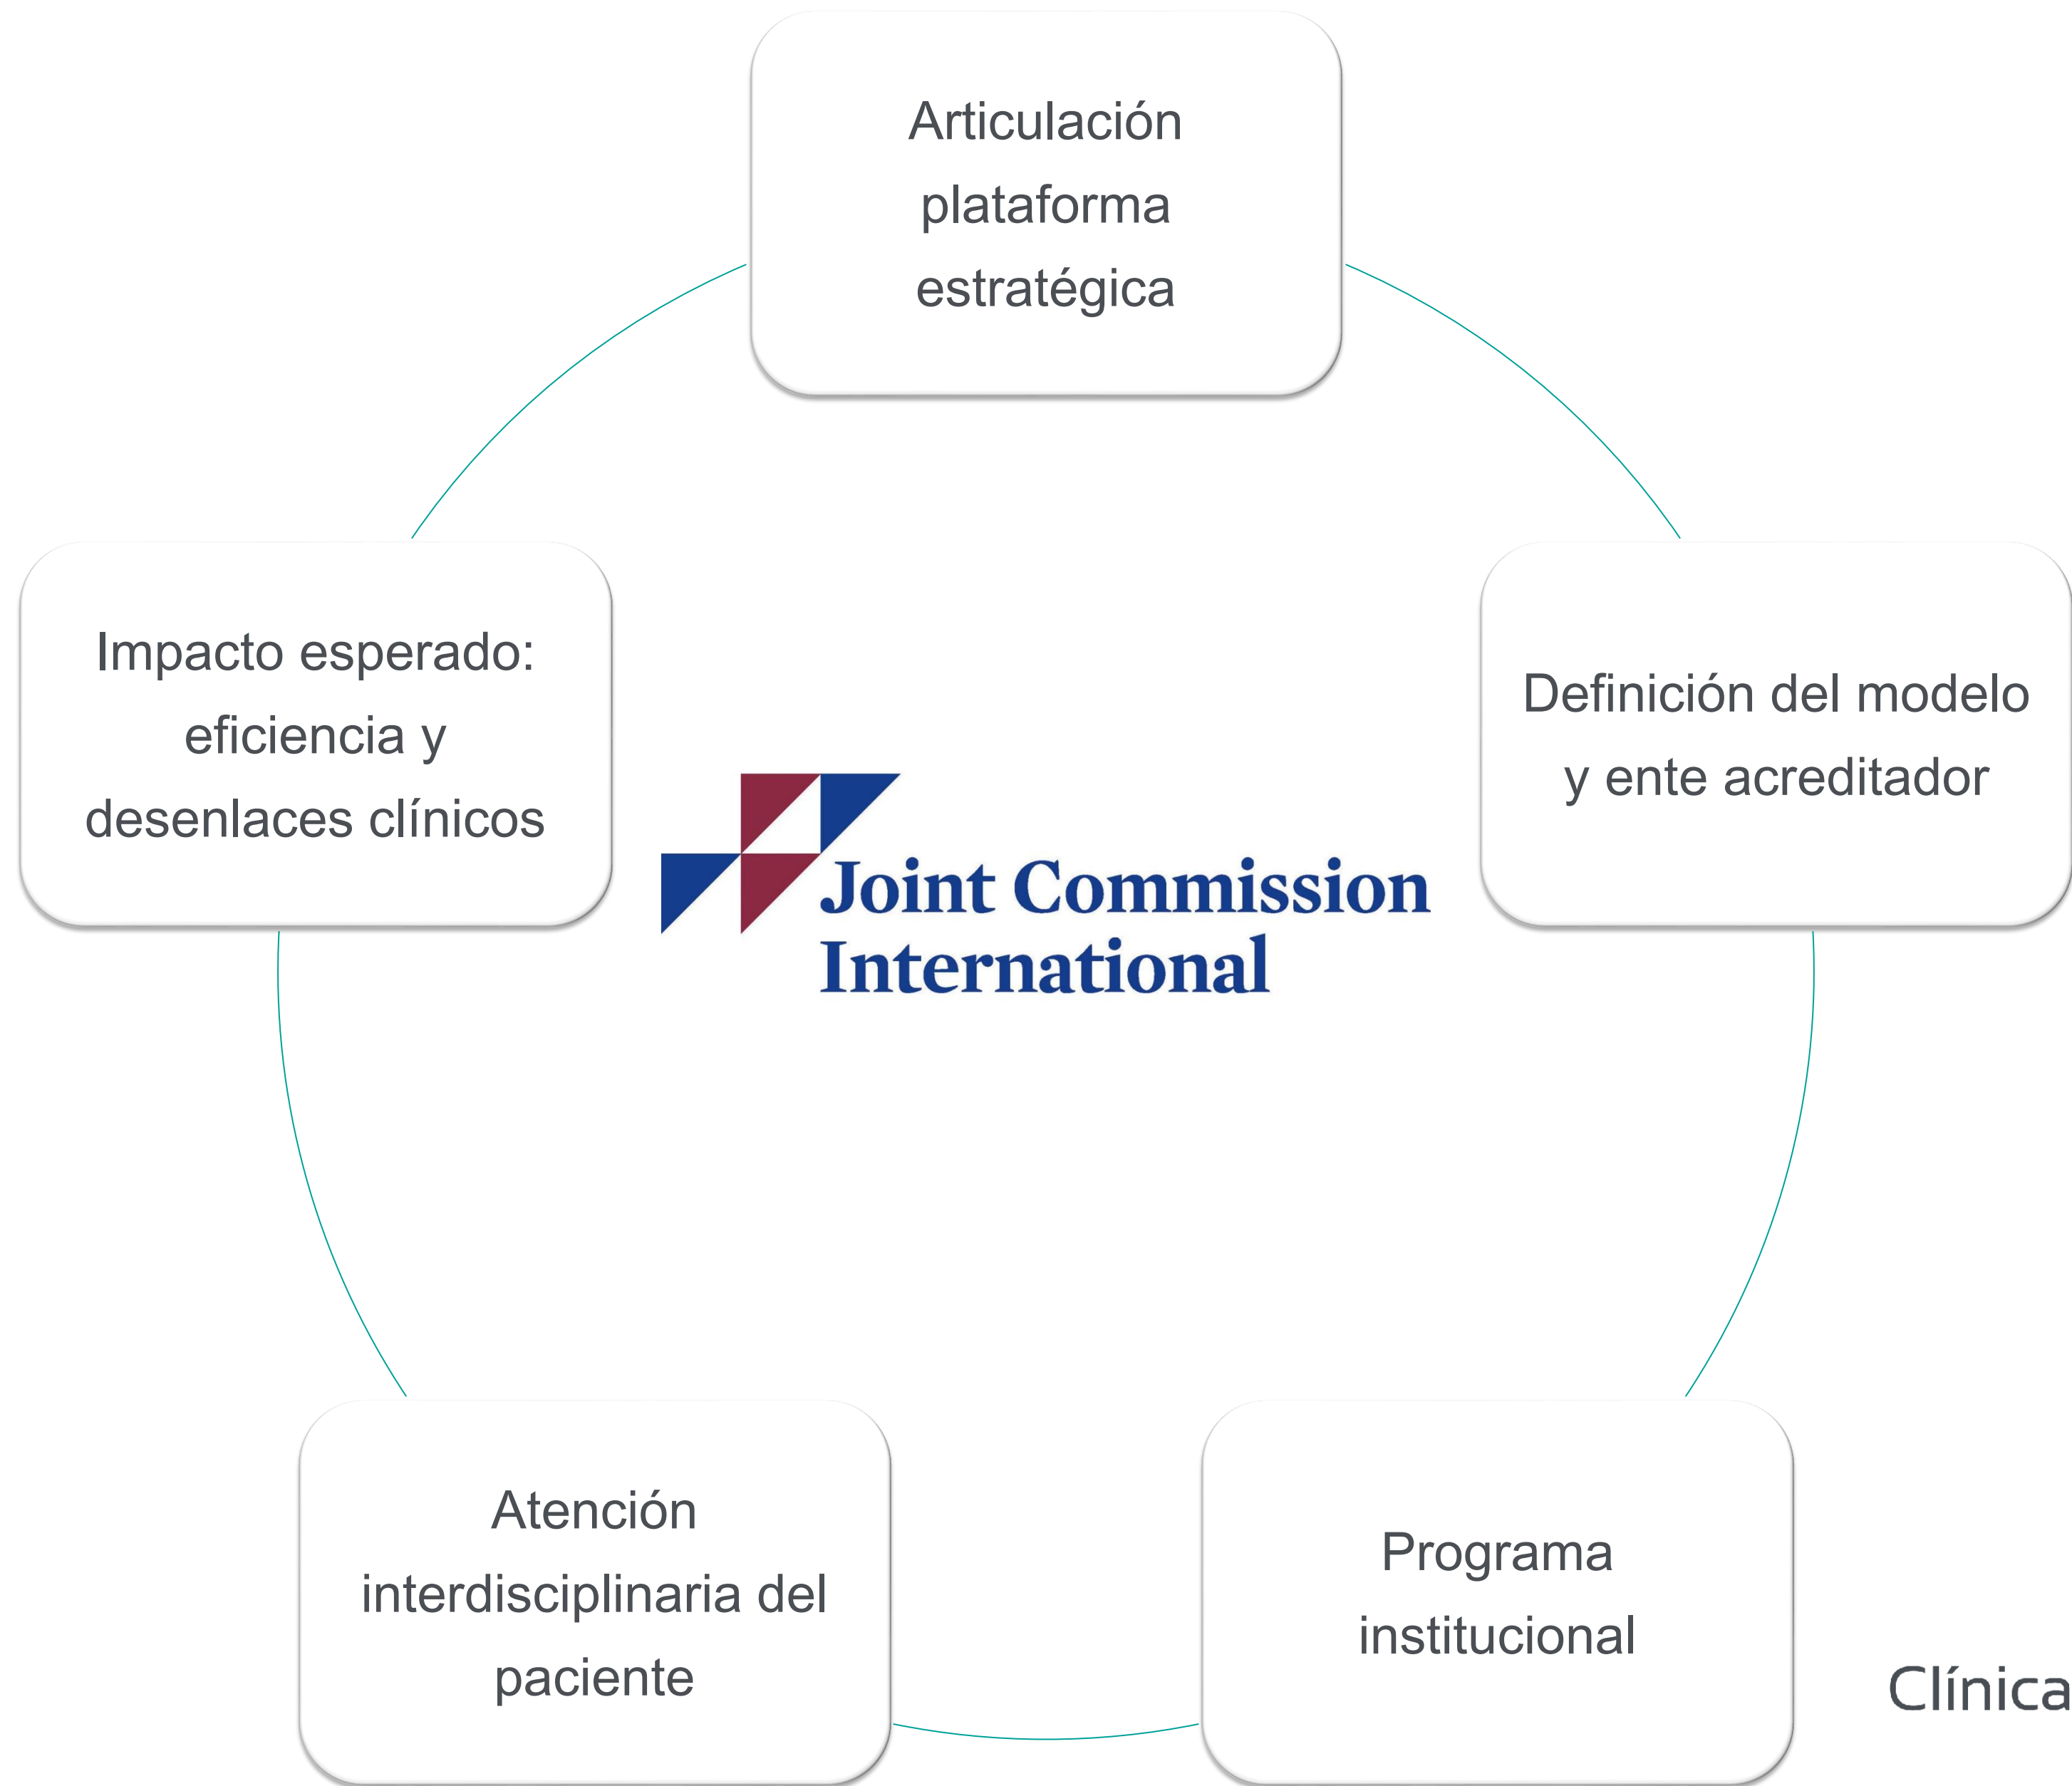 Articulación
plataforma
estratégica
Impacto esperado:
eficiencia y
desenlaces clínicos
Definición del modelo
y ente acreditador
Joint Commission
International
Atención
interdisciplinaria del
paciente
Programa
institucional
Clínica